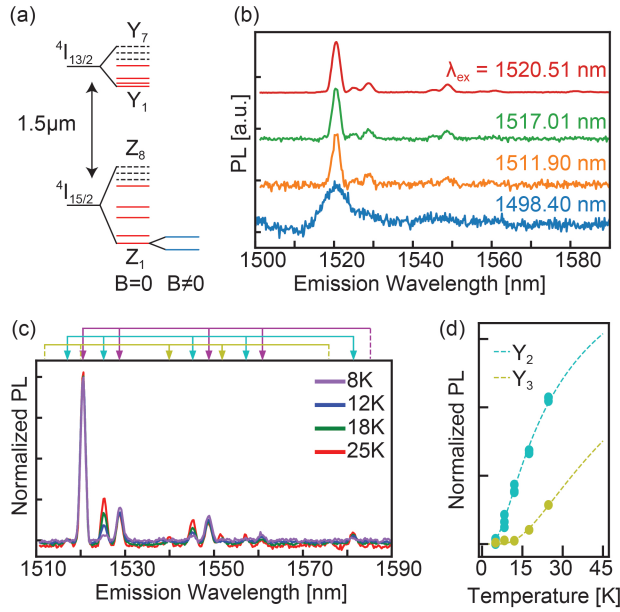 (a)
Y₇
⁴I₁₃/₂
Y₁
1.5μm
Z₈
⁴I₁₅/₂
Z₁
B=0 B≠0
(b)
PL [a.u.]
λₑₓ = 1520.51 nm
1517.01 nm
1511.90 nm
1498.40 nm
1500 1520 1540 1560 1580
Emission Wavelength [nm]
(c)
Normalized PL
8K
12K
18K
25K
1510 1530 1550 1570 1590
Emission Wavelength [nm]
(d)
Normalized PL
Y₂
Y₃
0 15 30 45
Temperature [K]